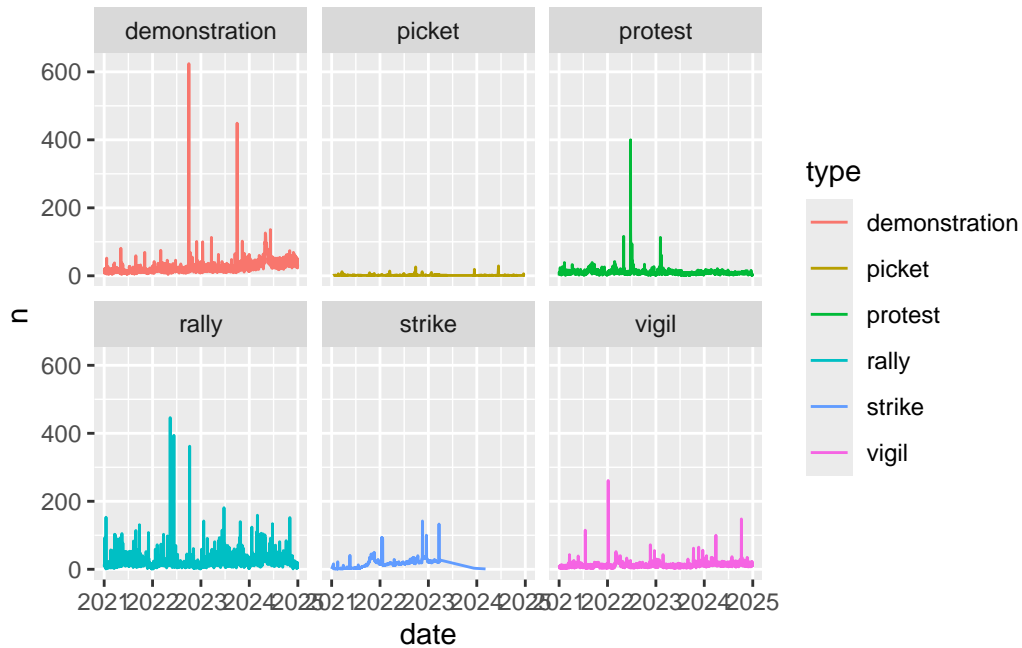 demonstration picket protest
600
400
200
0
rally strike vigil
600
400
200
0
2021 2022 2023 2024 2025 2021 2022 2023 2024 2025 2021 2022 2023 2024 2025
date
n
type
demonstration
picket
protest
rally
strike
vigil